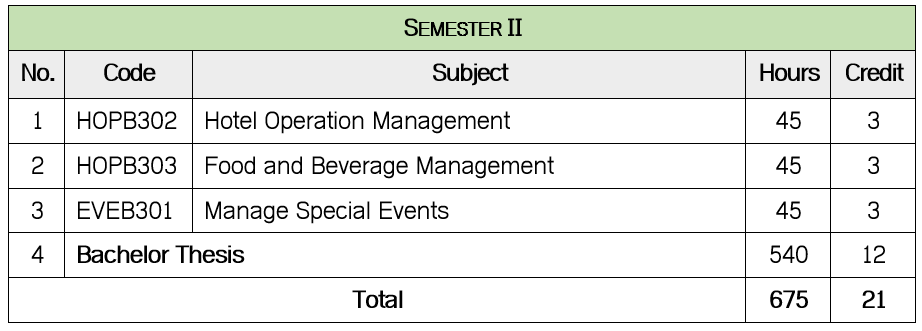 SEMESTER II
No. Code Subject Hours Credit
1 HOPB302 Hotel Operation Management 45 3
2 HOPB303 Food and Beverage Management 45 3
3 EVEB301 Manage Special Events 45 3
4 Bachelor Thesis 540 12
Total 675 21